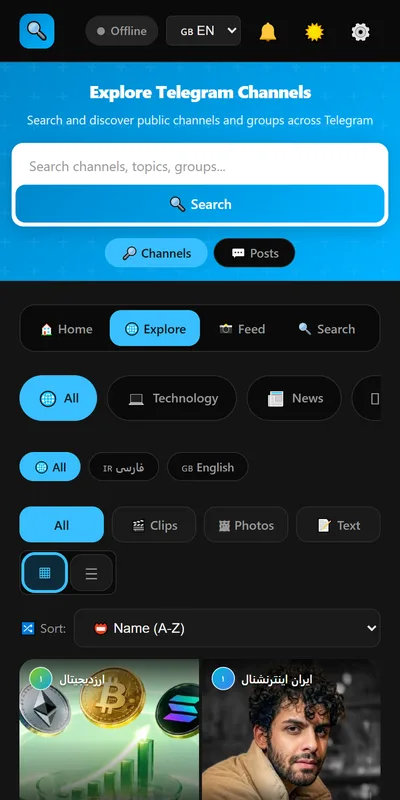 Offline
GB EN
Explore Telegram Channels
Search and discover public channels and groups across Telegram
Search channels, topics, groups...
Search
Channels
Posts
Home
Explore
Feed
Search
All
Technology
News
All
IR فارسی
GB English
All
Clips
Photos
Text
Sort:
Name (A-Z)
۱
ارزدیجیتال
۱
ایران اینترنشنال